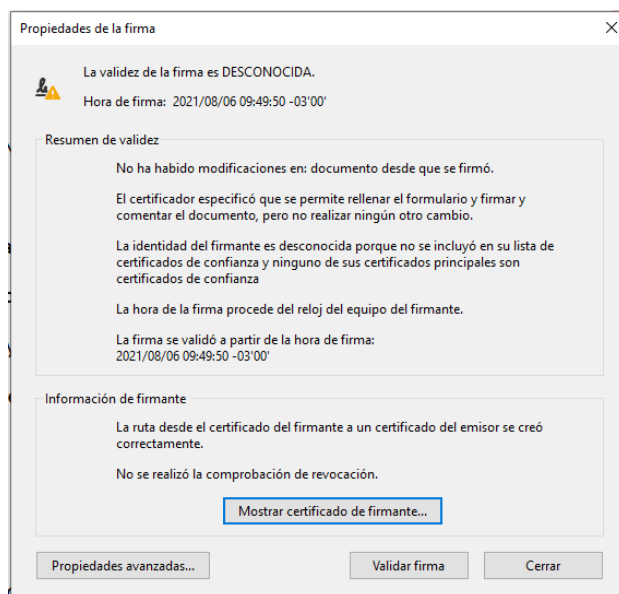 Propiedades de la firma
La validez de la firma es DESCONOCIDA.
Hora de firma: 2021/08/06 09:49:50 -03'00'
Resumen de validez
No ha habido modificaciones en: documento desde que se firmó.
El certificador especificó que se permite rellenar el formulario y firmar y
comentar el documento, pero no realizar ningún otro cambio.
La identidad del firmante es desconocida porque no se incluyó en su lista de
certificados de confianza y ninguno de sus certificados principales son
certificados de confianza
La hora de la firma procede del reloj del equipo del firmante.
La firma se validó a partir de la hora de firma:
2021/08/06 09:49:50 -03'00'
Información de firmante
La ruta desde el certificado del firmante a un certificado del emisor se creó
correctamente.
No se realizó la comprobación de revocación.
Mostrar certificado de firmante...
Propiedades avanzadas...
Validar firma
Cerrar